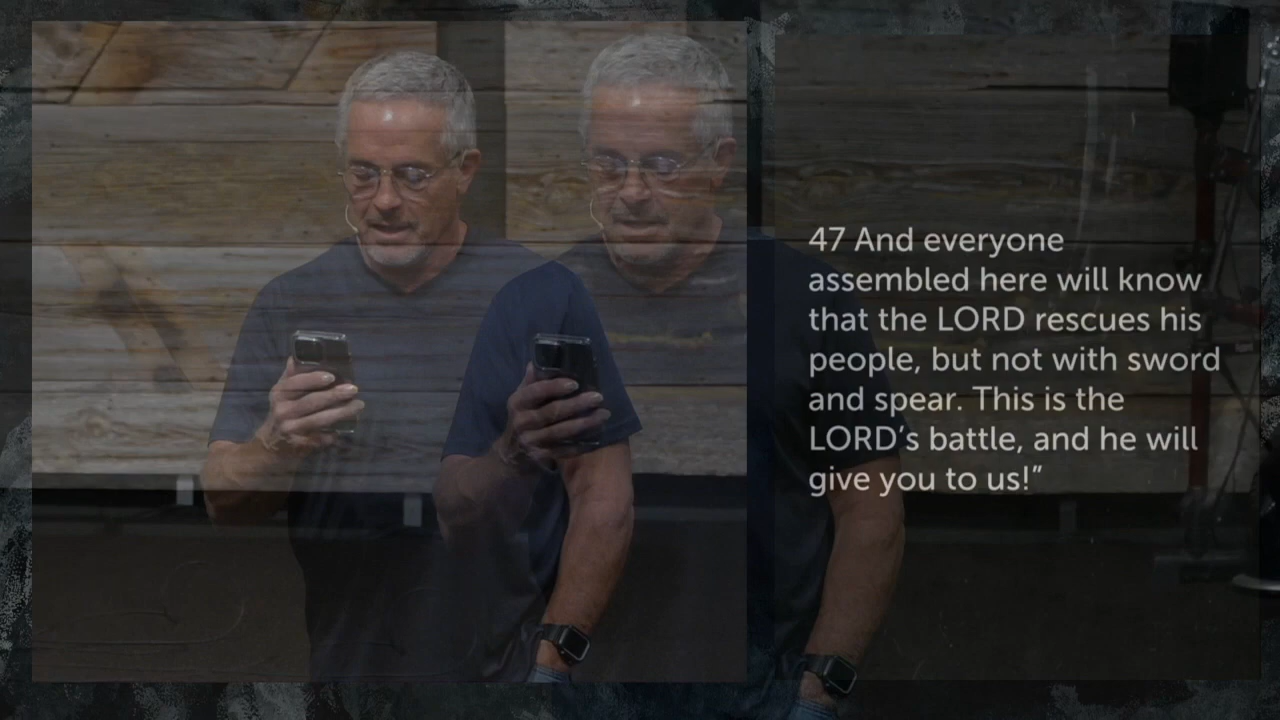 47 And everyone
assembled here will know
that the LORD rescues his
people, but not with sword
and spear. This is the
LORD’s battle, and he will
give you to us!”